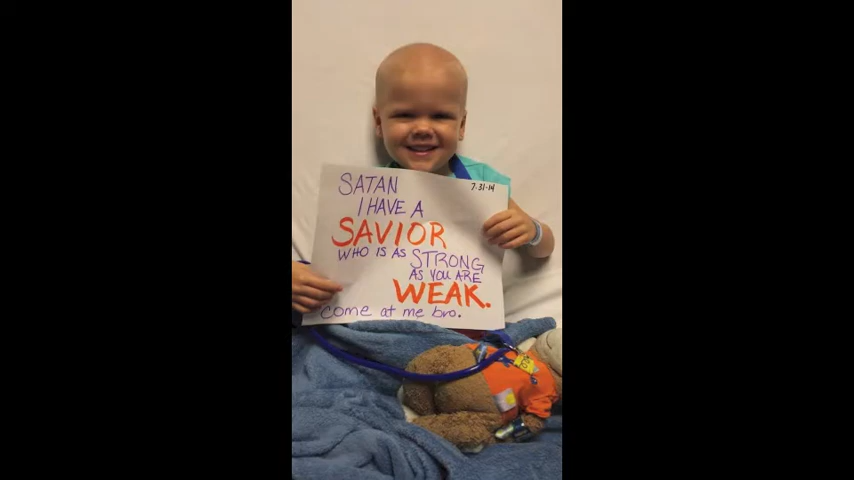 SATAN 7·31·14
I HAVE A
SAVIOR
WHO IS AS STRONG
AS YOU ARE
WEAK.
come at me bro.